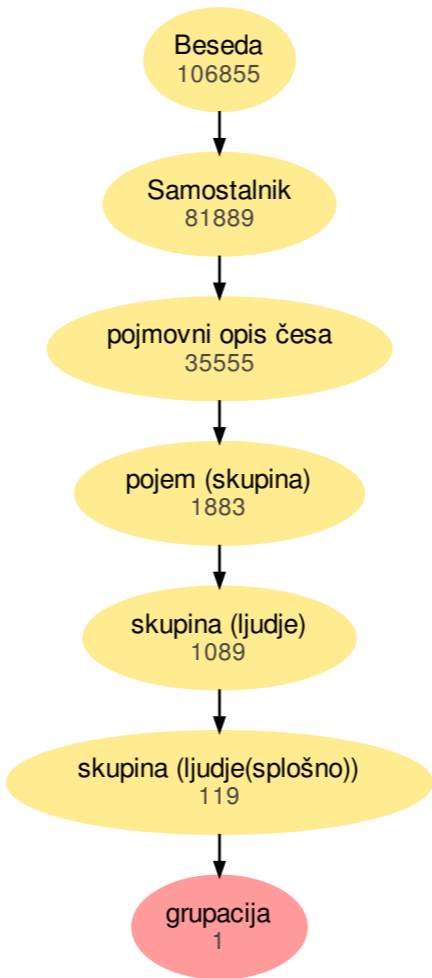 Beseda
106855
Samostalnik
81889
pojmovni opis česa
35555
pojem (skupina)
1883
skupina (ljudje)
1089
skupina (ljudje(splošno))
119
grupacija
1